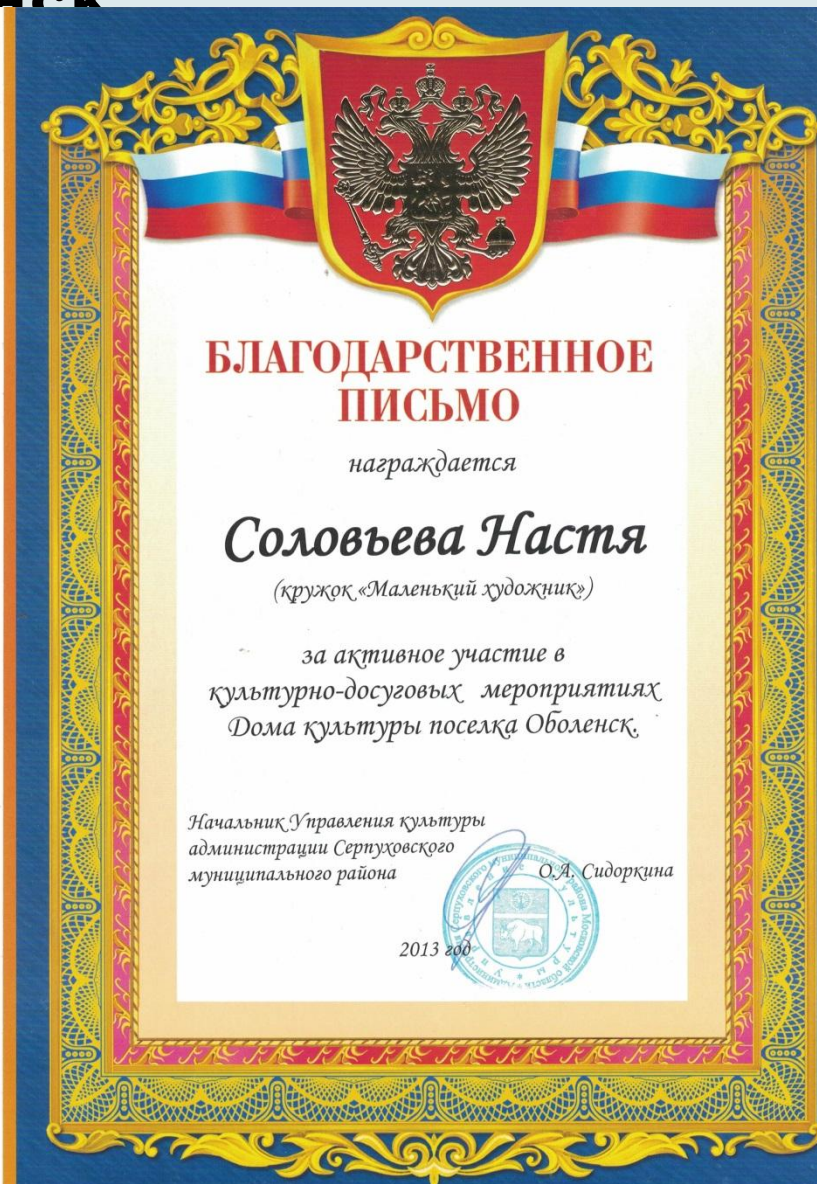 БЛАГОДАРСТВЕННОЕ
ПИСЬМО
награждается
Соловьева Настя
(кружок «Маленький художник»)
за активное участие в
культурно-досуговых мероприятиях
Дома культуры поселка Оболенск.
Начальник Управления культуры
администрации Серпуховского
муниципального района
О.А. Сидоркина
2013 год